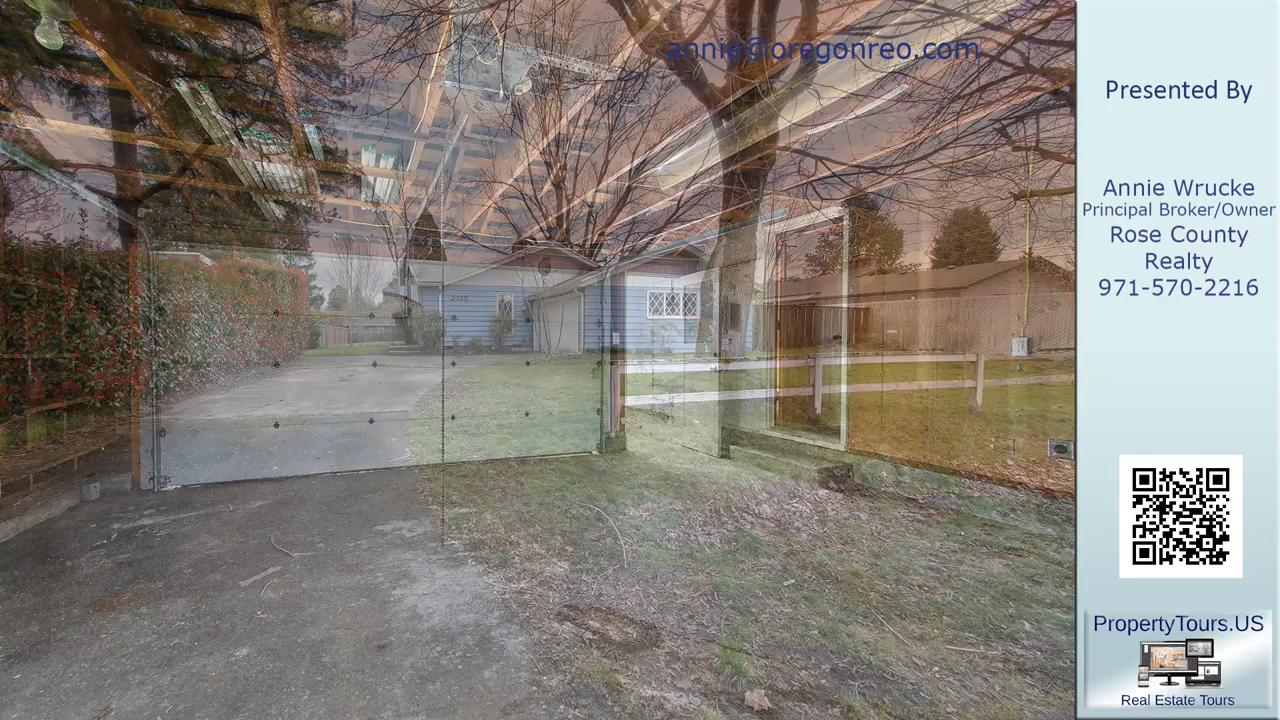 annie@oregonreo.com
Presented By
Annie Wrucke
Principal Broker/Owner
Rose County
Realty
971-570-2216
2020
PropertyTours.US
Real Estate Tours